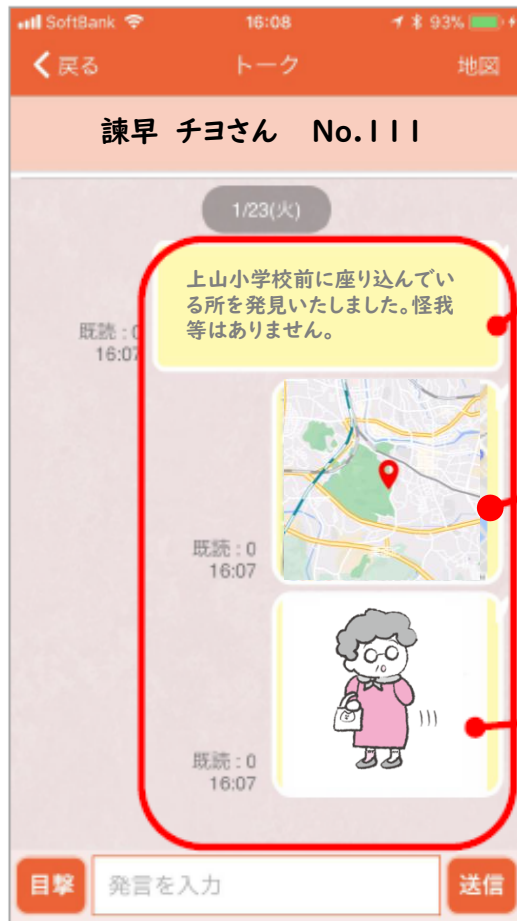 SoftBank 16:08 93%
戻る トーク 地図
諫早 チヨさん No.111
1/23(火)
上山小学校前に座り込んでい
る所を発見いたしました。怪我
等はありません。
既読:0
16:07
既読:0
16:07
既読:0
16:07
目撃 発言を入力 送信